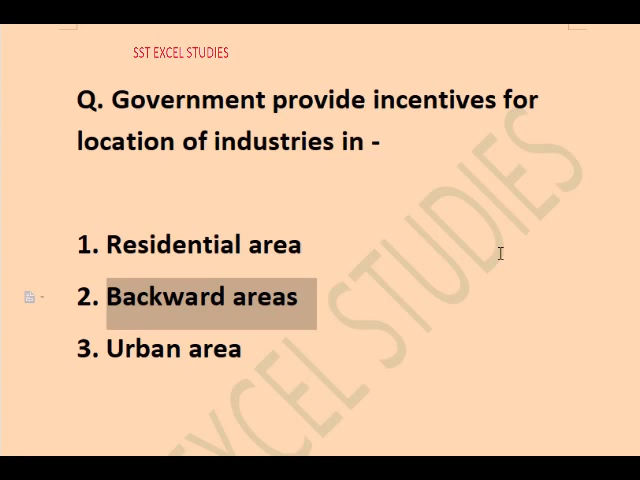 SST EXCEL STUDIES
Q. Government provide incentives for
location of industries in -
1. Residential area
2. Backward areas
3. Urban area
EXCEL STUDIES